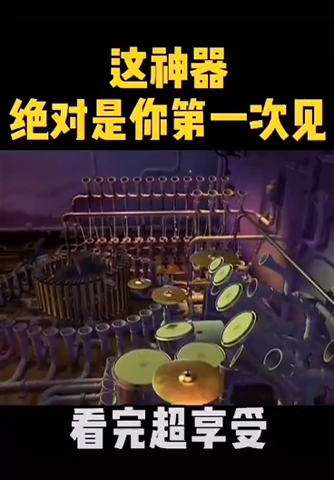 这神器
绝对是你第一次见
看完超享受